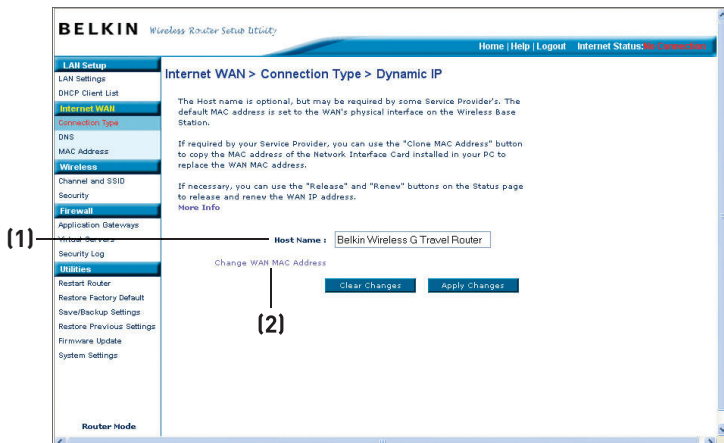 BELKIN Wireless Router Setup Utility
Home | Help | Logout Internet Status: No Connection
LAN Setup
LAN Settings
DHCP Client List
Internet WAN
Connection Type
DNS
MAC Address
Wireless
Channel and SSID
Security
Firewall
Application Gateways
Virtual Servers
Security Log
Utilities
Restart Router
Restore Factory Default
Save/Backup Settings
Restore Previous Settings
Firmware Update
System Settings
Router Mode
Internet WAN > Connection Type > Dynamic IP
The Host name is optional, but may be required by some Service Provider's. The
default MAC address is set to the WAN's physical interface on the Wireless Base
Station.
If required by your Service Provider, you can use the "Clone MAC Address" button
to copy the MAC address of the Network Interface Card installed in your PC to
replace the WAN MAC address.
If necessary, you can use the "Release" and "Renew" buttons on the Status page
to release and renew the WAN IP address.
More Info
(1)
Host Name : Belkin Wireless G Travel Router
Change WAN MAC Address
Clear Changes Apply Changes
(2)